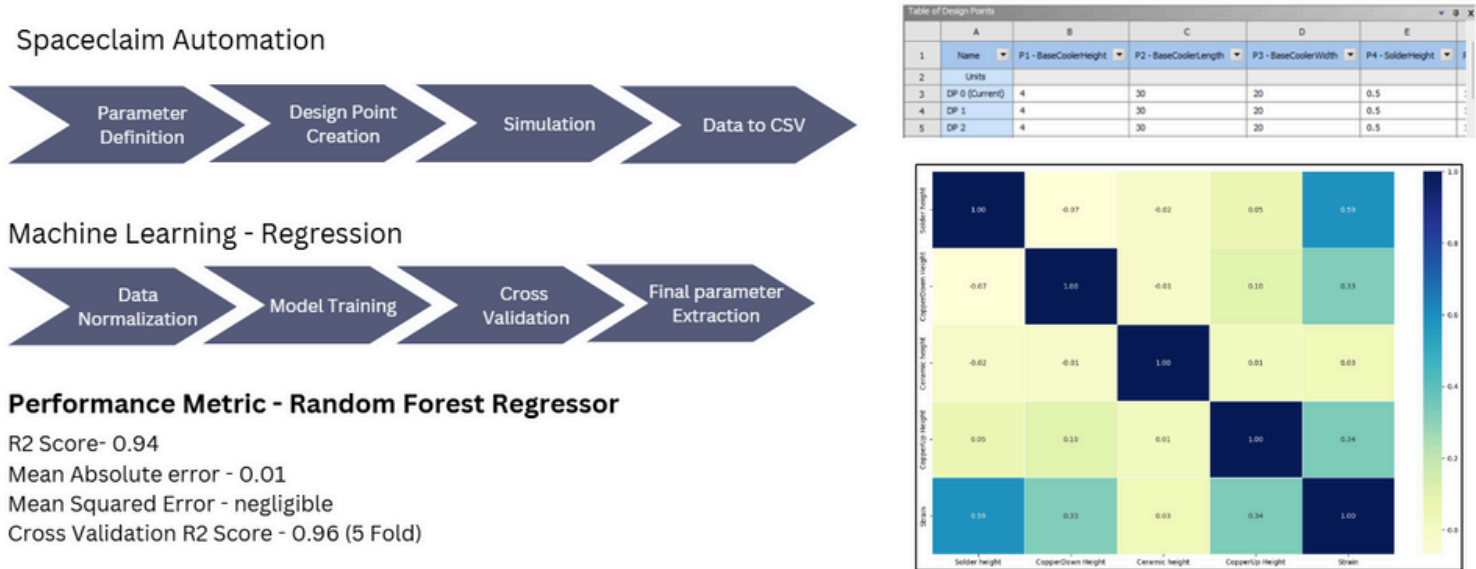 Spaceclaim Automation
Parameter
Definition
Design Point
Creation
Simulation
Data to CSV
Machine Learning - Regression
Data
Normalization
Model Training
Cross
Validation
Final parameter
Extraction
Performance Metric - Random Forest Regressor
R2 Score- 0.94
Mean Absolute error - 0.01
Mean Squared Error - negligible
Cross Validation R2 Score - 0.96 (5 Fold)
Table of Design Points
A B C D E
1 Name P1 - BaseCoolerHeight P2 - BaseCoolerLength P3 - BaseCoolerWidth P4 - SolderHeight
2 Units
3 DP 0 (Current) 4 30 20 0.5
4 DP 1 4 30 20 0.5
5 DP 2 4 30 20 0.5
Solder height 1.00 -0.07 -0.02 0.05 0.59
CopperDown Height -0.07 1.00 -0.01 0.10 0.33
Ceramic height -0.02 -0.01 1.00 0.01 0.03
CopperUp Height 0.05 0.10 0.01 1.00 0.34
Strain 0.59 0.33 0.03 0.34 1.00
Solder height CopperDown Height Ceramic height CopperUp Height Strain
1.0
0.8
0.6
0.4
0.2
0.0